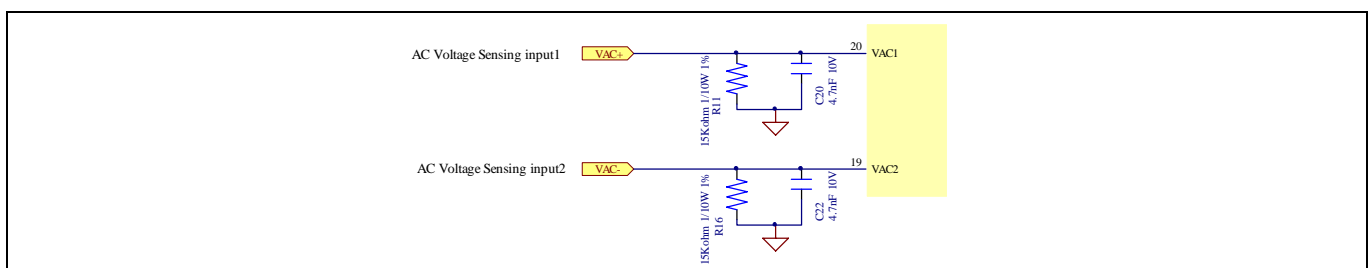 AC Voltage Sensing input1
VAC+
20
VAC1
15Kohm 1/10W 1%
R11
C20
4.7nF 10V
AC Voltage Sensing input2
VAC-
19
VAC2
15Kohm 1/10W 1%
R16
C22
4.7nF 10V